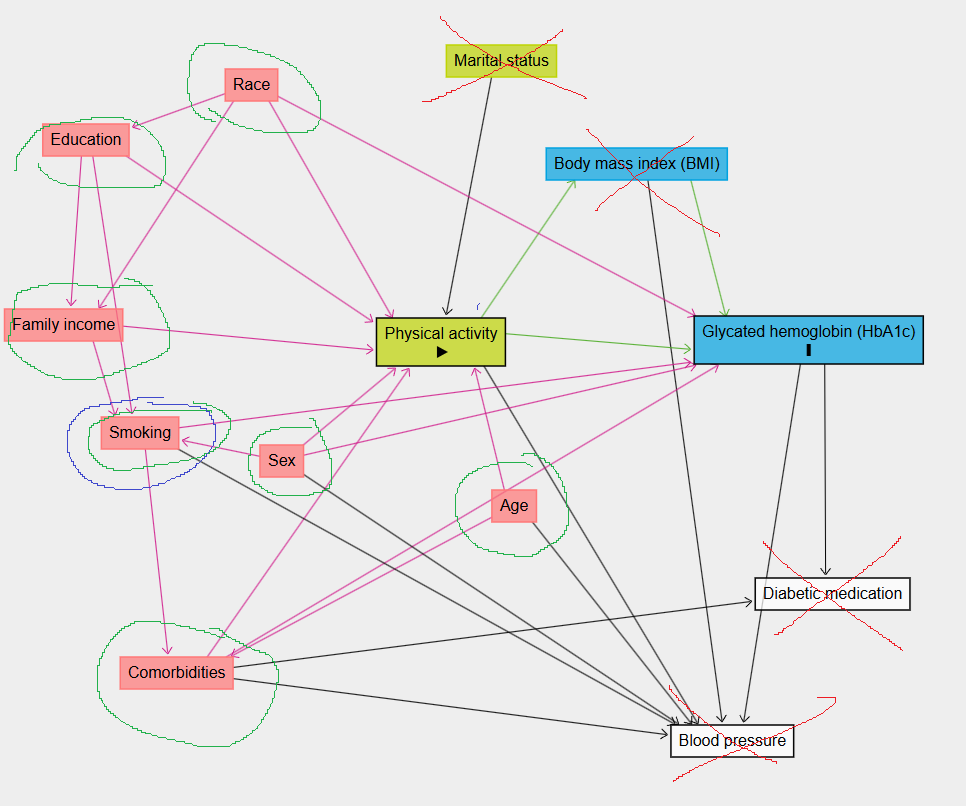 Marital status
Race
Education
Body mass index (BMI)
Family income
Physical activity
Glycated hemoglobin (HbA1c)
Smoking
Sex
Age
Diabetic medication
Comorbidities
Blood pressure